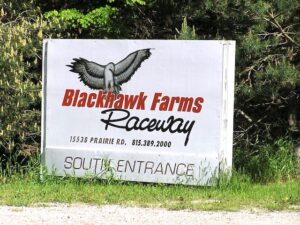 Blackhawk Farms
Raceway
15538 PRAIRIE RD. 815.389.2000
SOUTH ENTRANCE